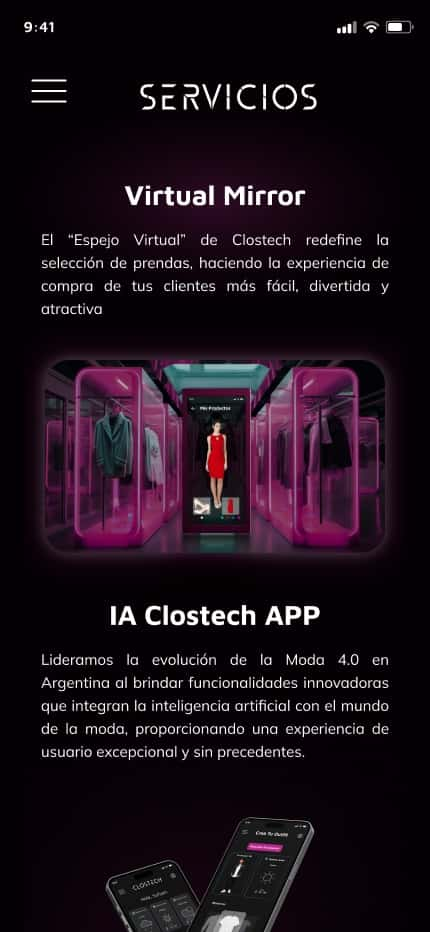 9:41
SERVICIOS
Virtual Mirror
El “Espejo Virtual” de Clostech redefine la
selección de prendas, haciendo la experiencia de
compra de tus clientes más fácil, divertida y
atractiva
Mis Productos
IA Clostech APP
Lideramos la evolución de la Moda 4.0 en
Argentina al brindar funcionalidades innovadoras
que integran la inteligencia artificial con el mundo
de la moda, proporcionando una experiencia de
usuario excepcional y sin precedentes.
Crea Tu Outfit
CLOSTECH